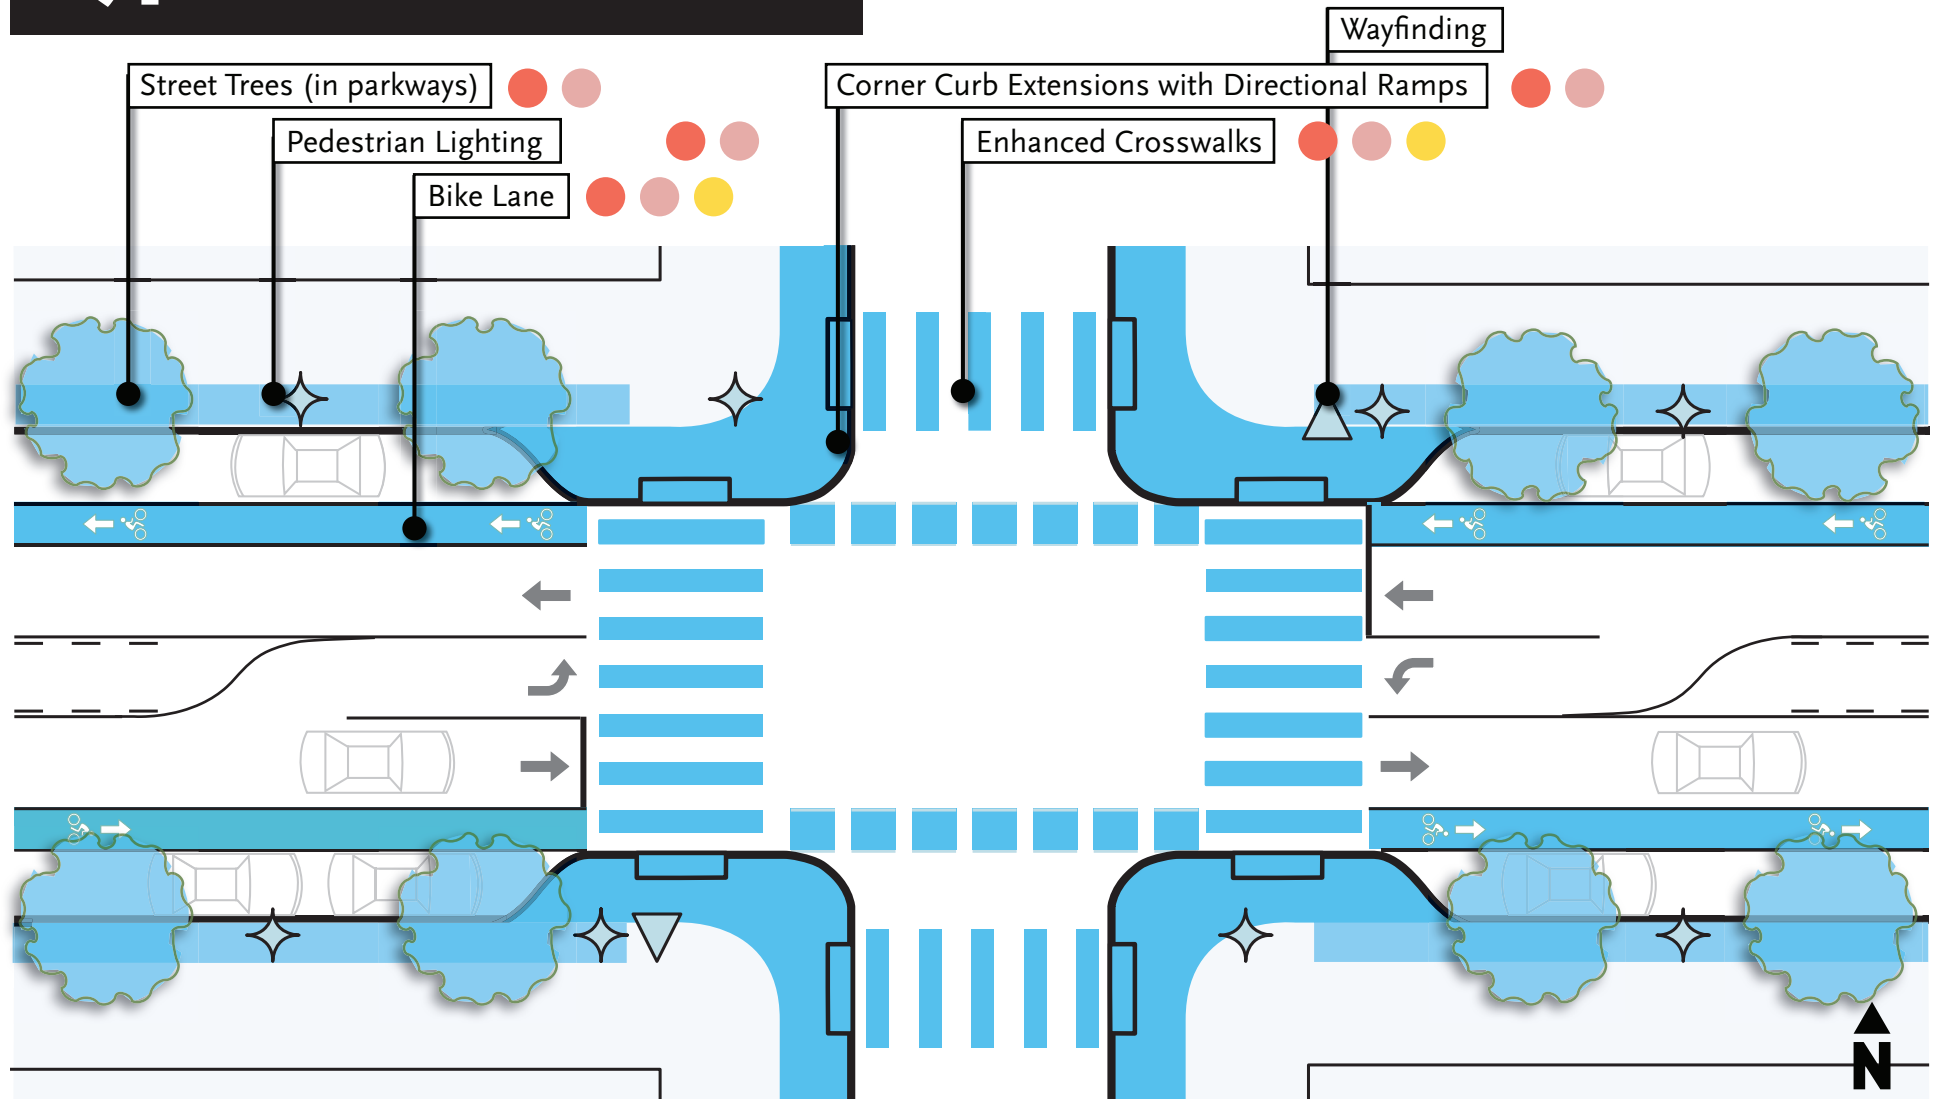 Wayfinding
Street Trees (in parkways)
Corner Curb Extensions with Directional Ramps
Pedestrian Lighting
Enhanced Crosswalks
Bike Lane
N